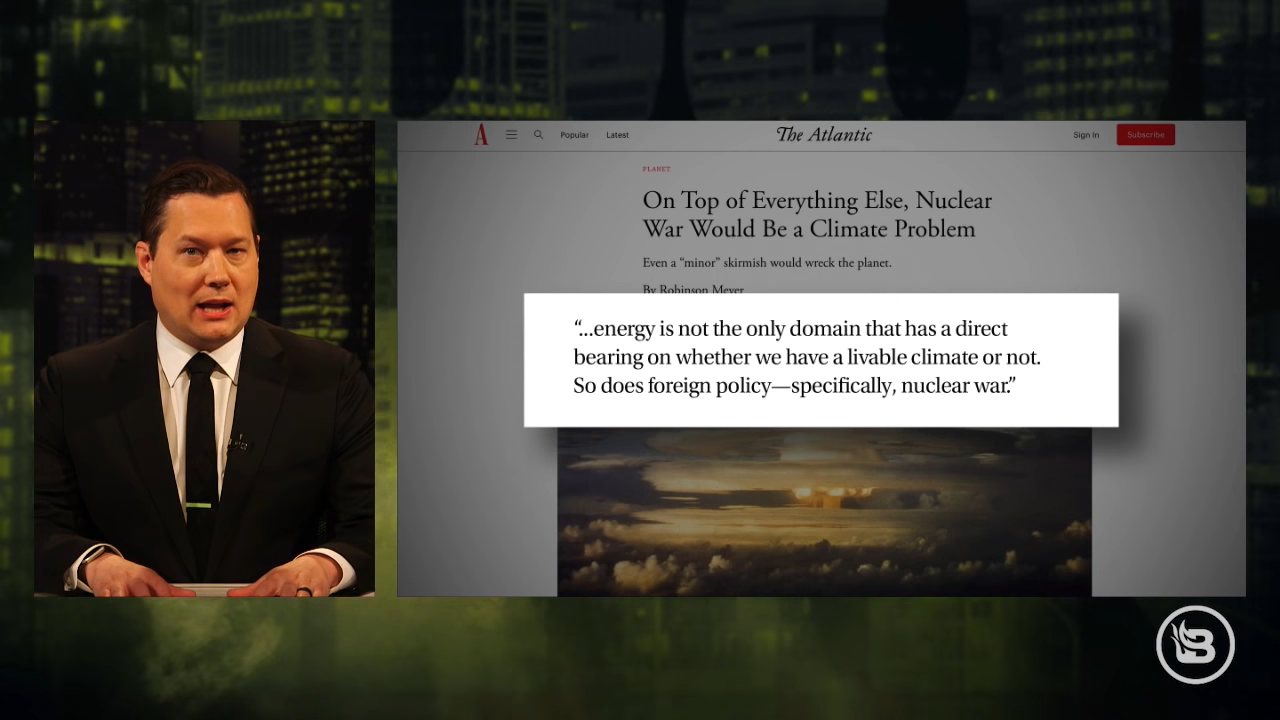 A
Popular
Latest
The Atlantic
Sign In
Subscribe
PLANET
On Top of Everything Else, Nuclear
War Would Be a Climate Problem
Even a “minor” skirmish would wreck the planet.
By Robinson Meyer
“...energy is not the only domain that has a direct
bearing on whether we have a livable climate or not.
So does foreign policy—specifically, nuclear war.”
B